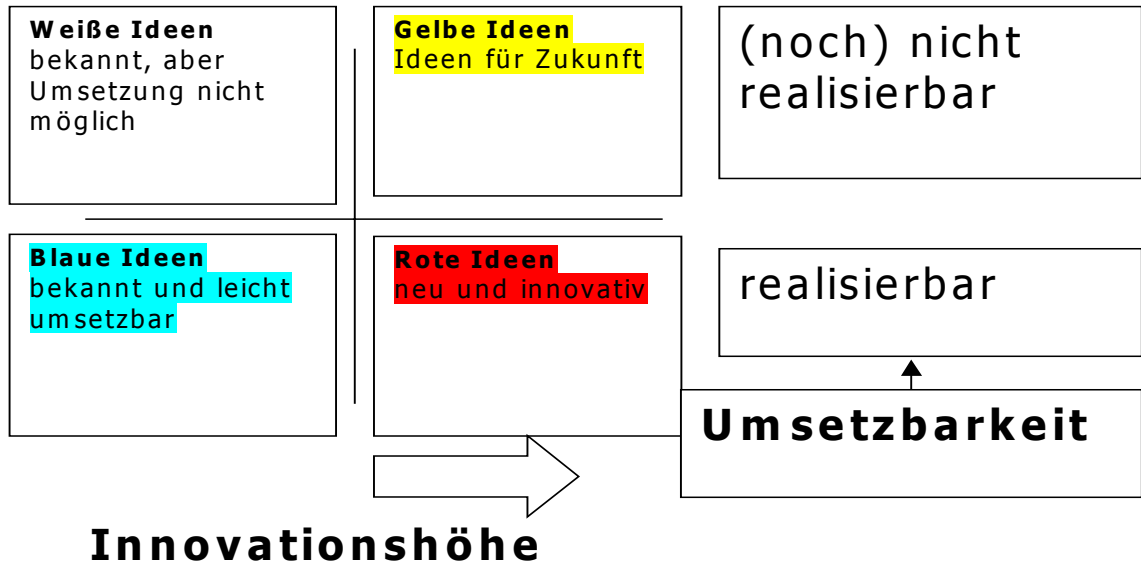 Weiße Ideen
bekannt, aber
Umsetzung nicht
möglich
Gelbe Ideen
Ideen für Zukunft
(noch) nicht
realisierbar
Blaue Ideen
bekannt und leicht
umsetzbar
Rote Ideen
neu und innovativ
realisierbar
Umsetzbarkeit
Innovationshöhe